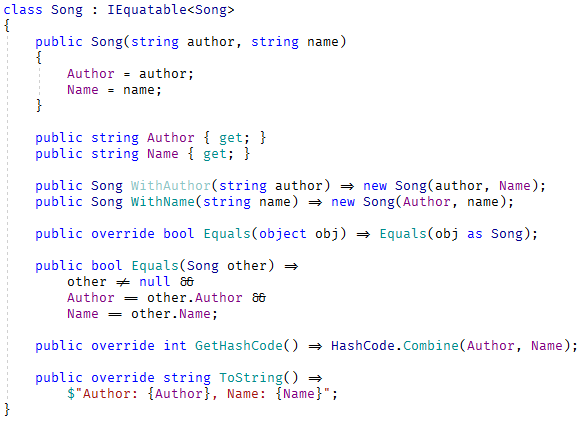 class Song : IEquatable<Song>
{
    public Song(string author, string name)
    {
        Author = author;
        Name = name;
    }

    public string Author { get; }
    public string Name { get; }

    public Song WithAuthor(string author) => new Song(author, Name);
    public Song WithName(string name) => new Song(Author, name);

    public override bool Equals(object obj) => Equals(obj as Song);

    public bool Equals(Song other) =>
        other != null &&
        Author == other.Author &&
        Name == other.Name;

    public override int GetHashCode() => HashCode.Combine(Author, Name);

    public override string ToString() =>
        $"Author: {Author}, Name: {Name}";
}